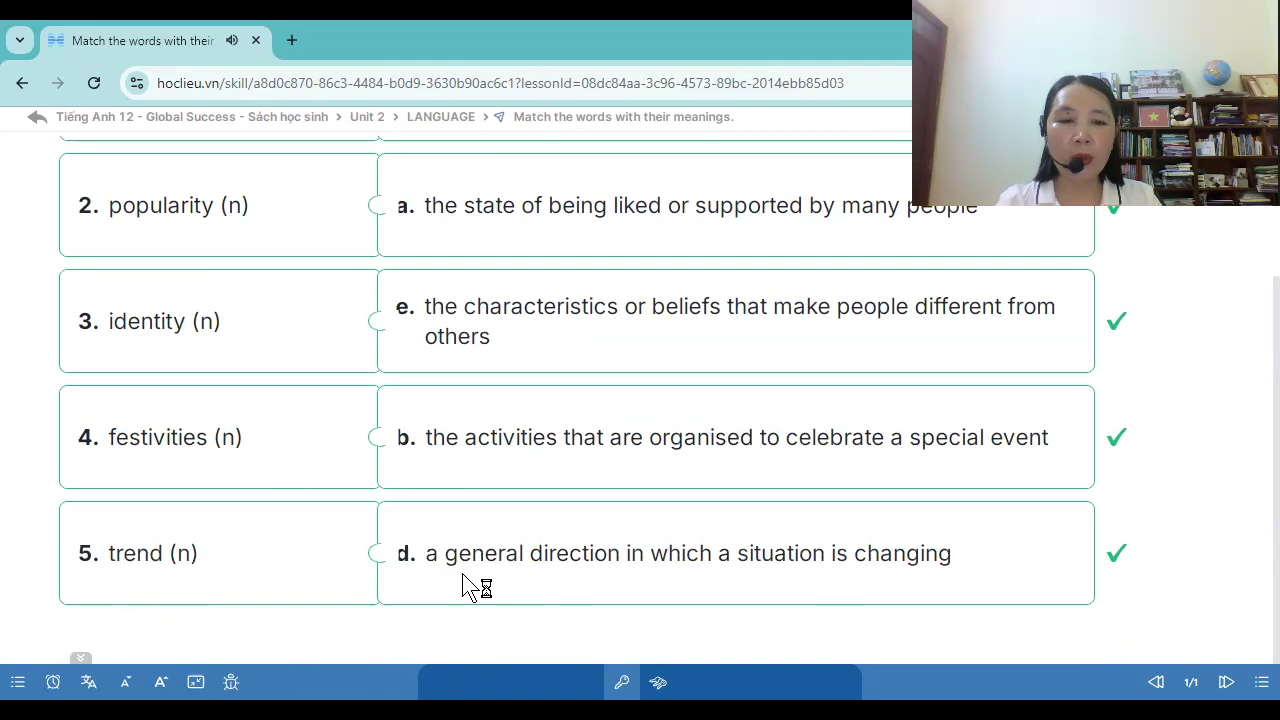 Match the words with their
hoclieu.vn/skill/a8d0c870-86c3-4484-b0d9-3630b90ac6c1?lessonId=08dc84aa-3c96-4573-89bc-2014ebb85d03
Tiếng Anh 12 - Global Success - Sách học sinh > Unit 2 > LANGUAGE > Match the words with their meanings.
2. popularity (n)
a. the state of being liked or supported by many people
3. identity (n)
e. the characteristics or beliefs that make people different from
others
4. festivities (n)
b. the activities that are organised to celebrate a special event
5. trend (n)
d. a general direction in which a situation is changing
1/1